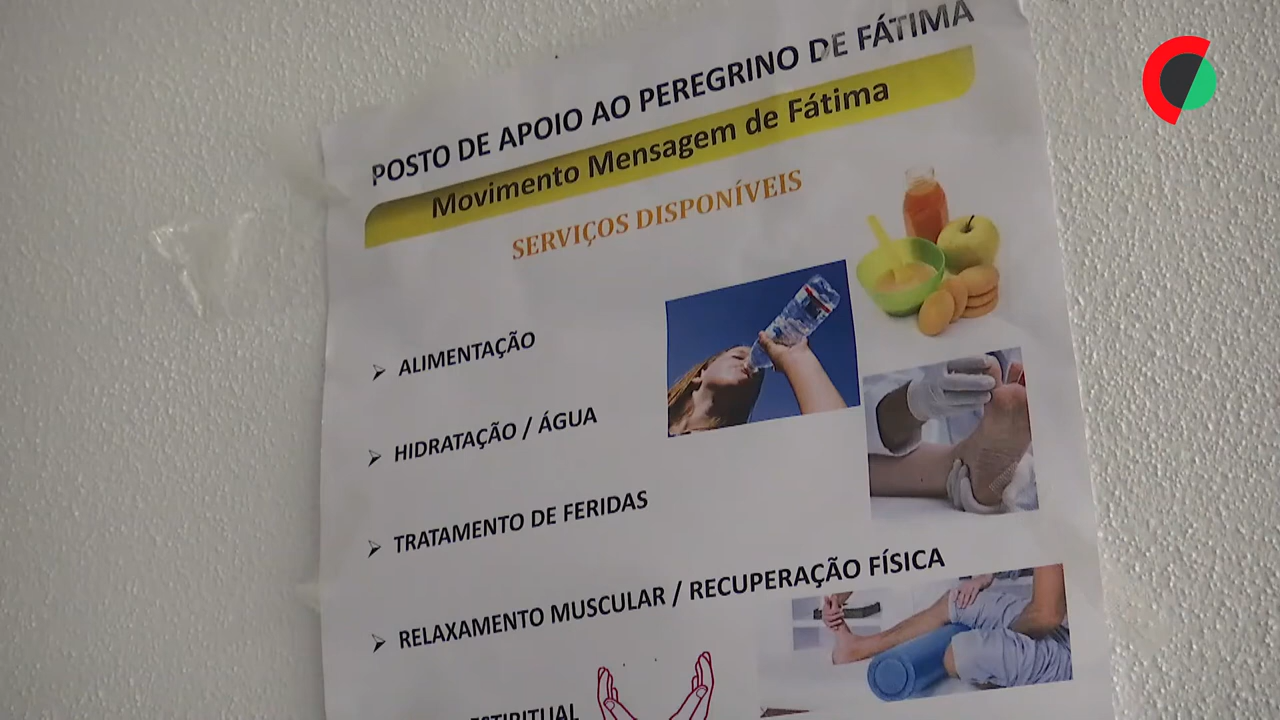 POSTO DE APOIO AO PEREGRINO DE FÁTIMA
Movimento Mensagem de Fátima
SERVIÇOS DISPONÍVEIS
➢ ALIMENTAÇÃO
➢ HIDRATAÇÃO / ÁGUA
➢ TRATAMENTO DE FERIDAS
➢ RELAXAMENTO MUSCULAR / RECUPERAÇÃO FÍSICA